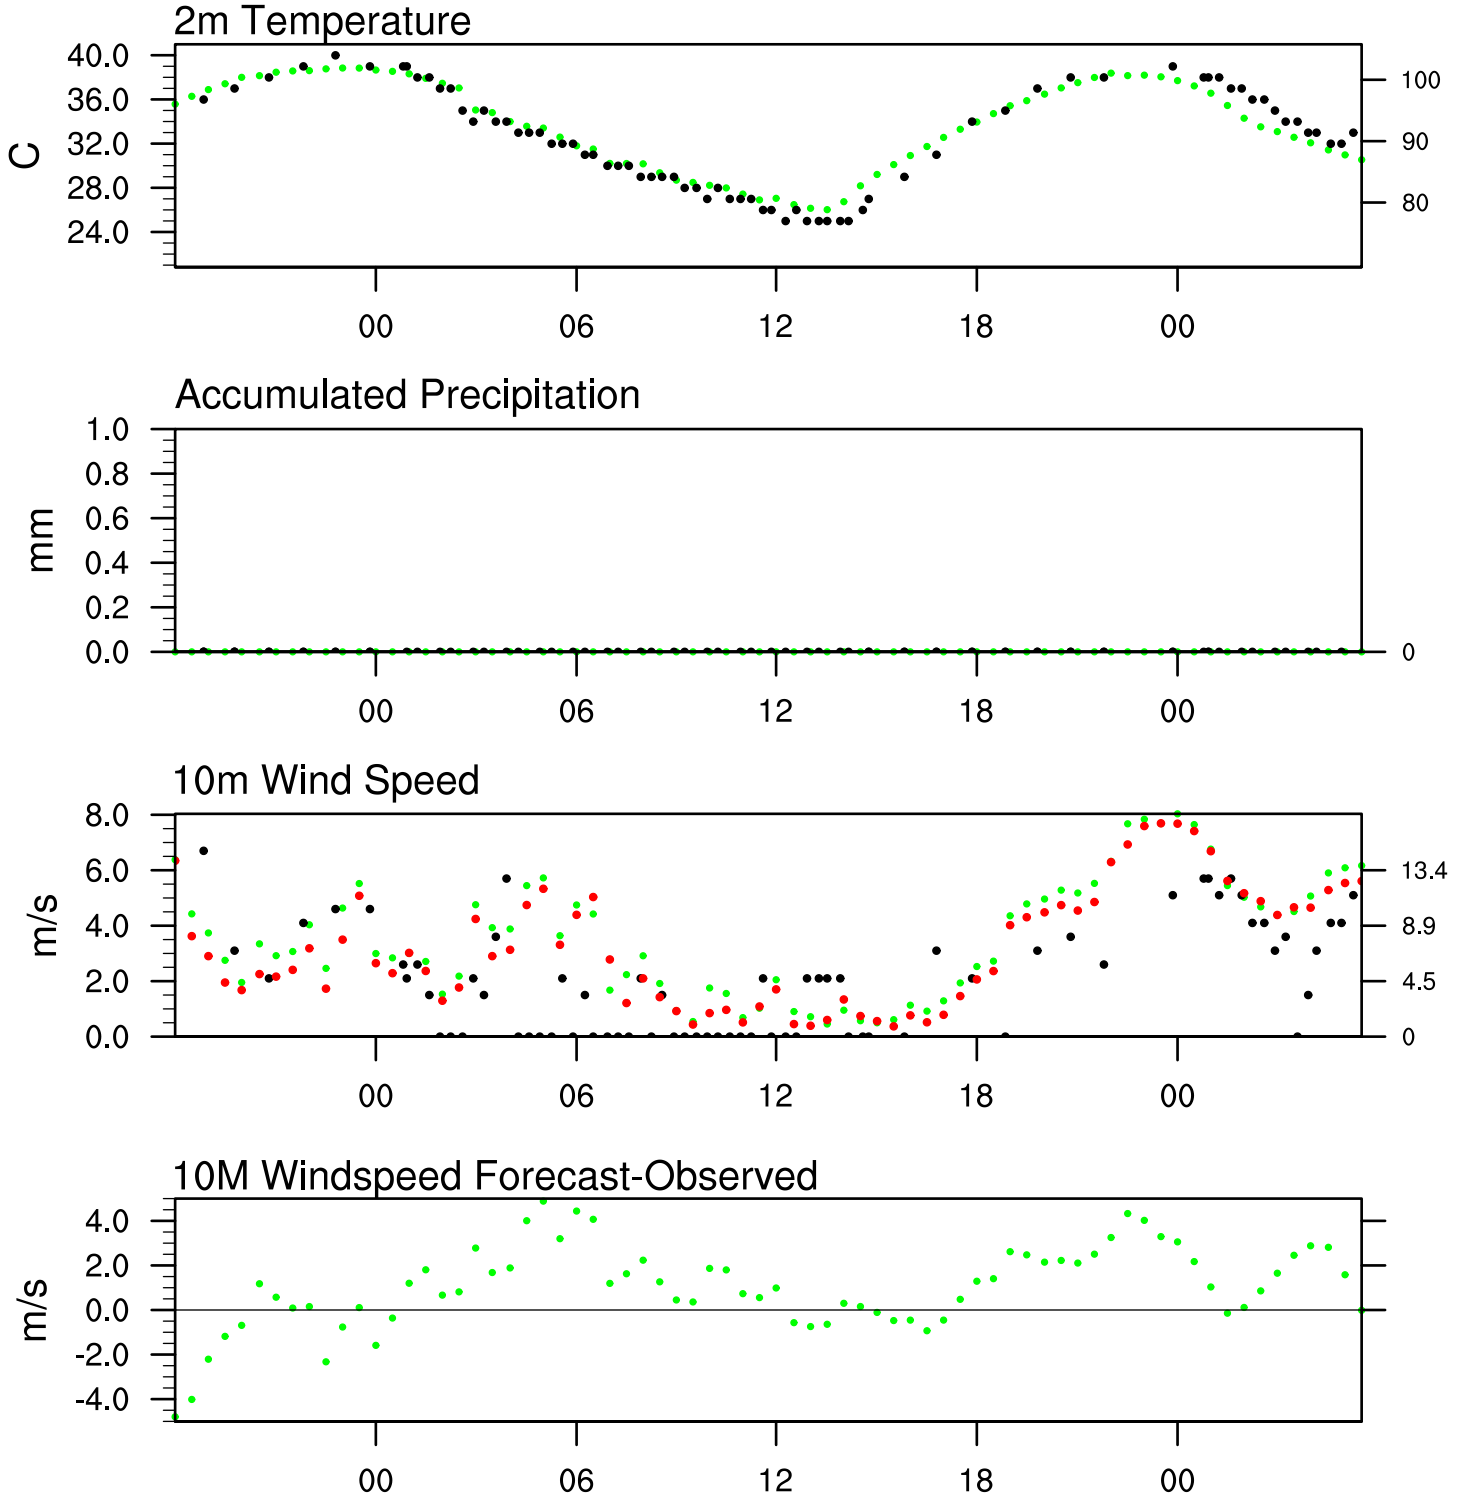 2m Temperature
40.0
36.0
32.0
28.0
24.0
C
100
90
80
00 06 12 18 00
Accumulated Precipitation
1.0
0.8
0.6
0.4
0.2
0.0
mm
0
00 06 12 18 00
10m Wind Speed
8.0
6.0
4.0
2.0
0.0
m/s
13.4
8.9
4.5
0
00 06 12 18 00
10M Windspeed Forecast-Observed
4.0
2.0
0.0
-2.0
-4.0
m/s
00 06 12 18 00